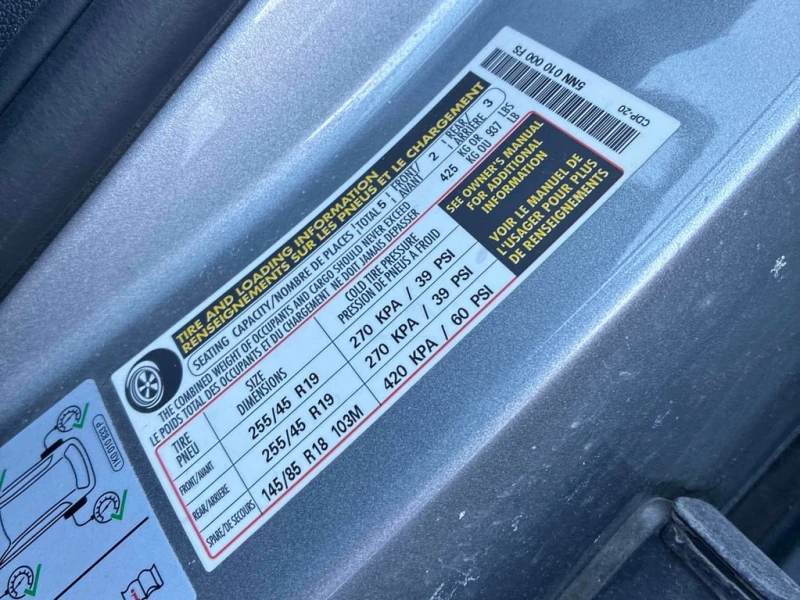 5NN 010 000 FS
CDP-20
TIRE AND LOADING INFORMATION
RENSEIGNEMENTS SUR LES PNEUS ET LE CHARGEMENT
SEATING CAPACITY/NOMBRE DE PLACES TOTAL 5 FRONT/AVANT 2 REAR/ARRIÈRE 3
THE COMBINED WEIGHT OF OCCUPANTS AND CARGO SHOULD NEVER EXCEED 425 KG OR 937 LBS
LE POIDS TOTAL DES OCCUPANTS ET DU CHARGEMENT NE DOIT JAMAIS DEPASSER KG OU LB
TIRE
PNEU
SIZE
DIMENSIONS
COLD TIRE PRESSURE
PRESSION DE PNEUS À FROID
FRONT/AVANT 255/45 R19 270 KPA / 39 PSI
REAR/ARRIÈRE 255/45 R19 270 KPA / 39 PSI
SPARE/DE SECOURS 145/85 R18 103M 420 KPA / 60 PSI
SEE OWNER'S MANUAL
FOR ADDITIONAL
INFORMATION
VOIR LE MANUEL DE
L'USAGER POUR PLUS
DE RENSEIGNEMENTS